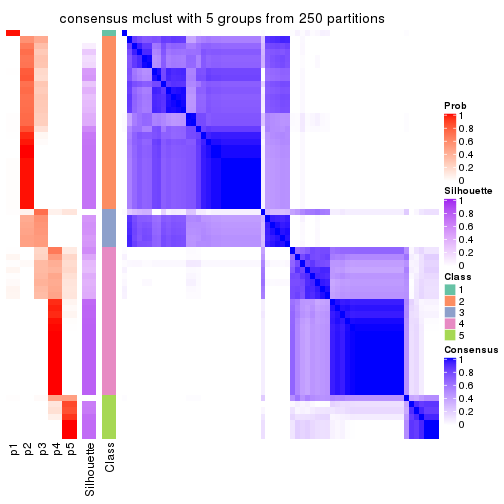 consensus mclust with 5 groups from 250 partitions
Prob
1
0.8
0.6
0.4
0.2
0
Silhouette
1
0.8
0.6
0.4
0.2
0
Class
1
2
3
4
5
Consensus
1
0.8
0.6
0.4
0.2
0
p1
p2
p3
p4
p5
Silhouette
Class